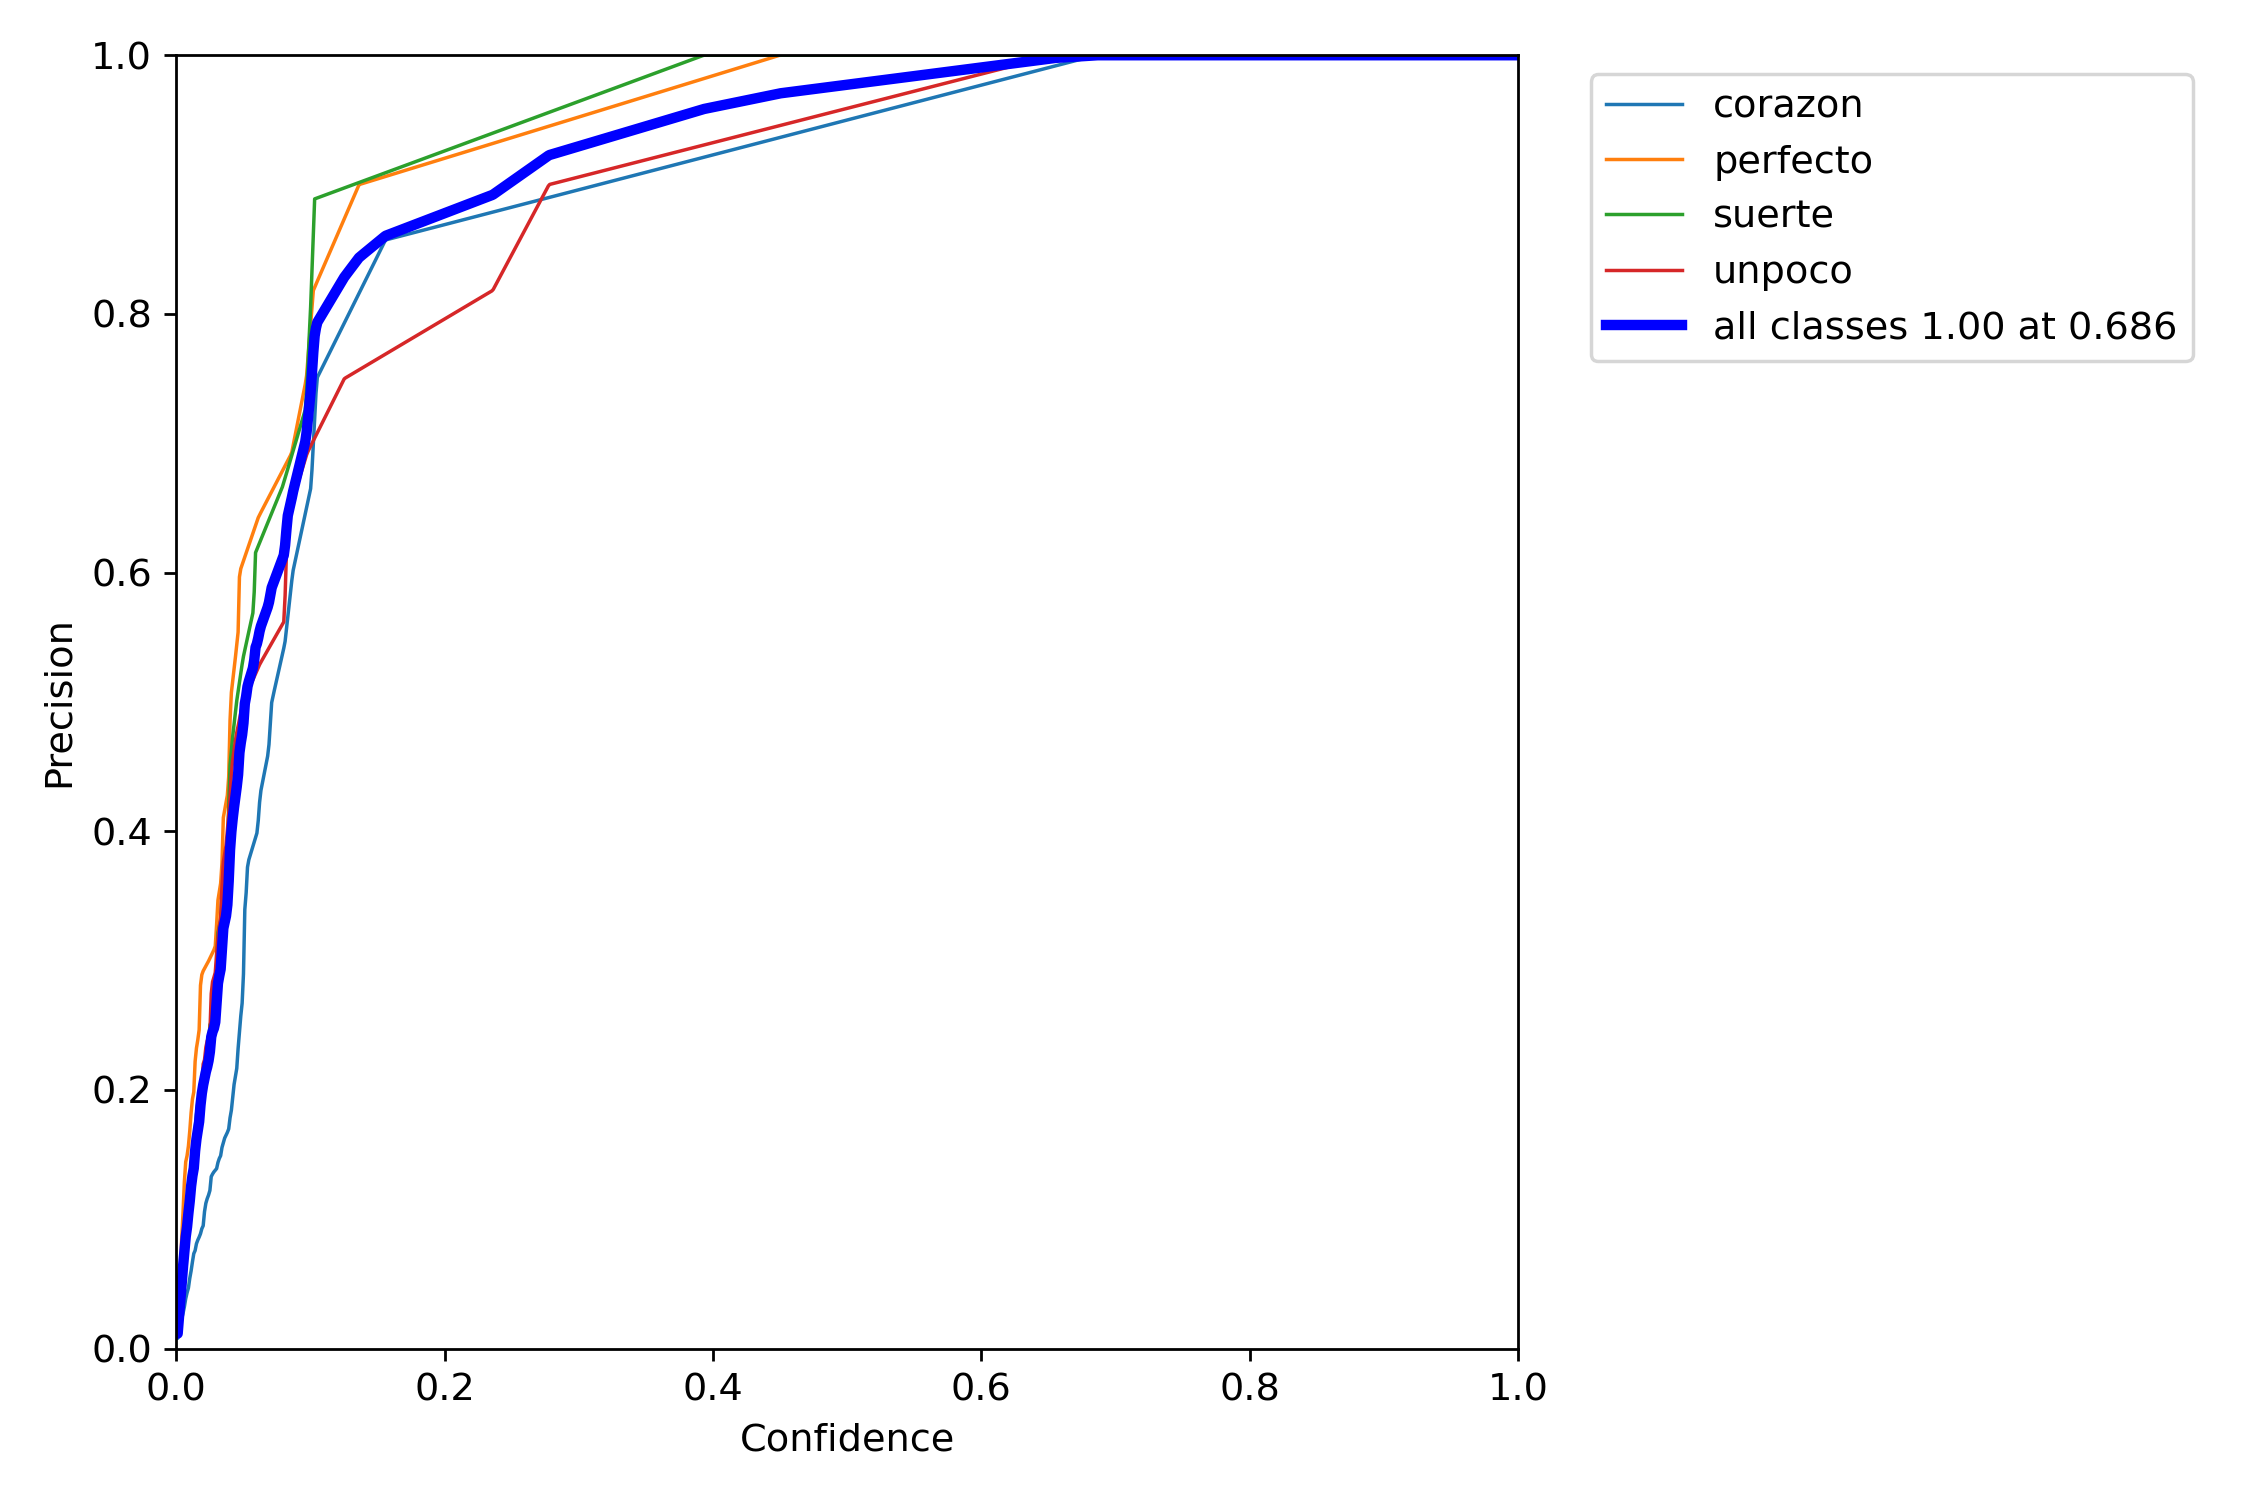 1.0
0.8
0.6
0.4
0.2
0.0
Precision
0.0 0.2 0.4 0.6 0.8 1.0
Confidence
corazon
perfecto
suerte
unpoco
all classes 1.00 at 0.686